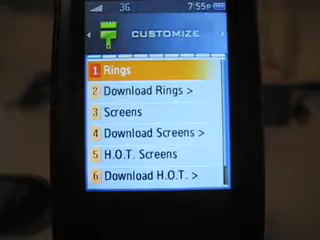 3G 7:55p
CUSTOMIZE
1 Rings
2 Download Rings >
3 Screens
4 Download Screens >
5 H.O.T. Screens
6 Download H.O.T. >